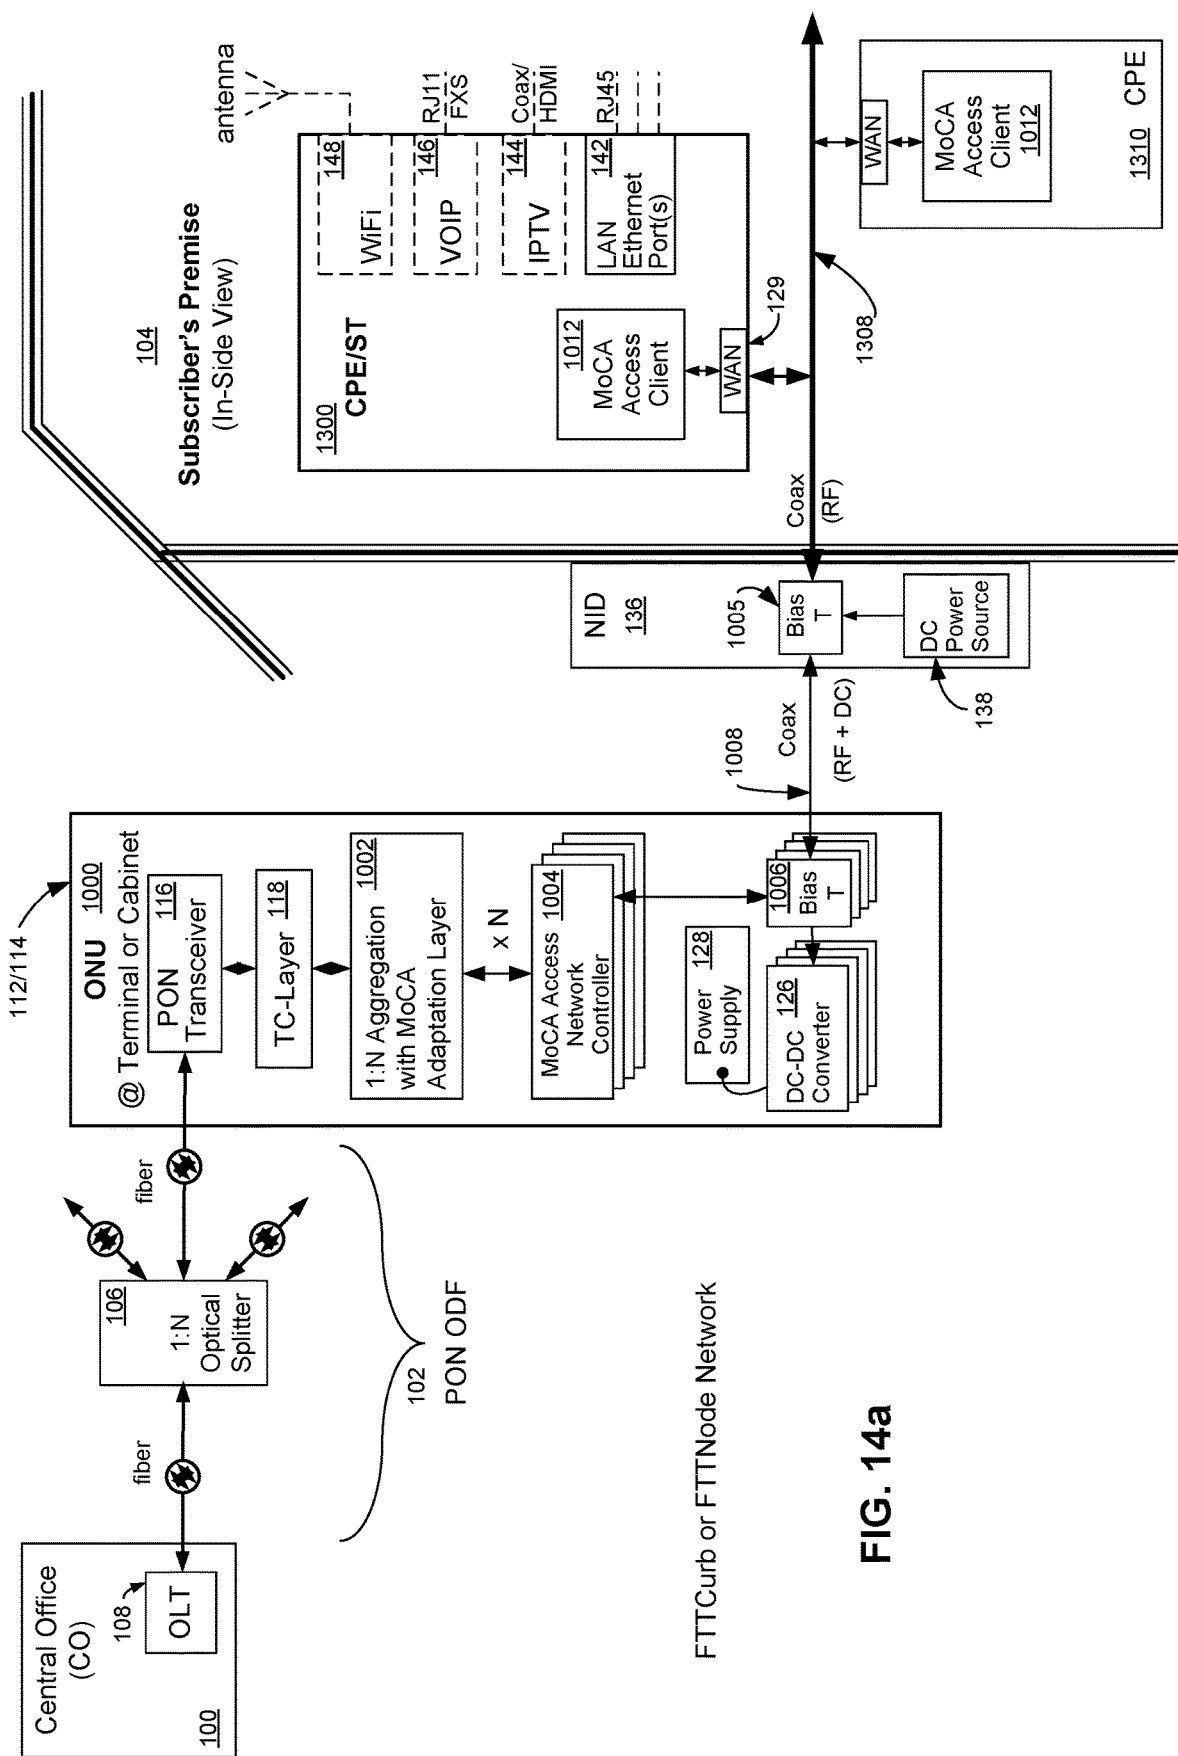 Central Office
(CO)
108
OLT
100
fiber
106
1:N
Optical
Splitter
fiber
102
PON ODF
112/114
ONU
1000
@ Terminal or Cabinet
116
PON
Transceiver
TC-Layer
118
1002
1:N Aggregation
with MoCA
Adaptation Layer
x N
MoCA Access
1004
Network
Controller
Power
128
Supply
1006
Bias
T
126
DC-DC
Converter
1008
Coax
(RF + DC)
NID
136
1005
Bias
T
DC
Power
Source
138
Coax
(RF)
104
Subscriber's Premise
(In-Side View)
1300
CPE/ST
antenna
148
WiFi
RJ11
FXS
146
VOIP
Coax/
HDMI
144
IPTV
RJ45
142
LAN
Ethernet
Port(s)
1012
MoCA
Access
Client
WAN
129
1308
WAN
MoCA
Access
Client
1012
1310
CPE
FTTCurb or FTTNode Network
FIG. 14a